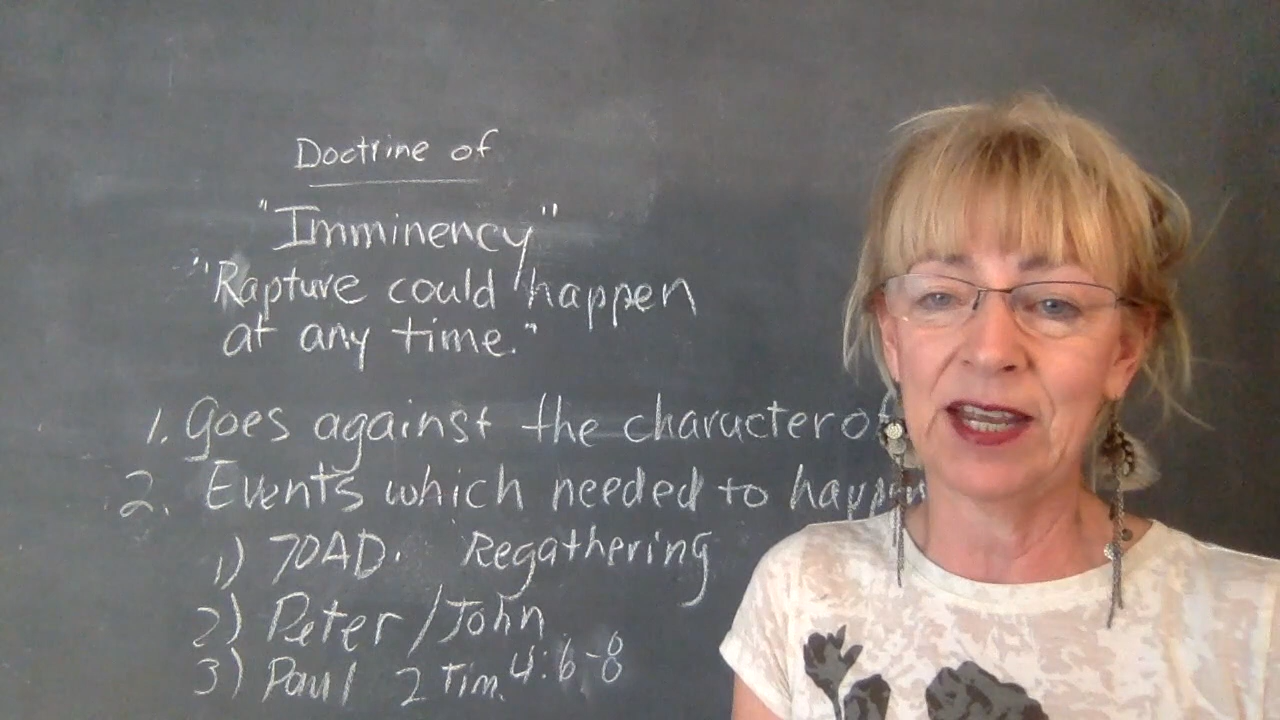 Doctrine of
"Imminency"
"Rapture could happen
at any time."
1. Goes against the character of
2. Events which needed to happen
1) 70AD. Regathering
2) Peter/John
3) Paul 2 Tim. 4:6-8